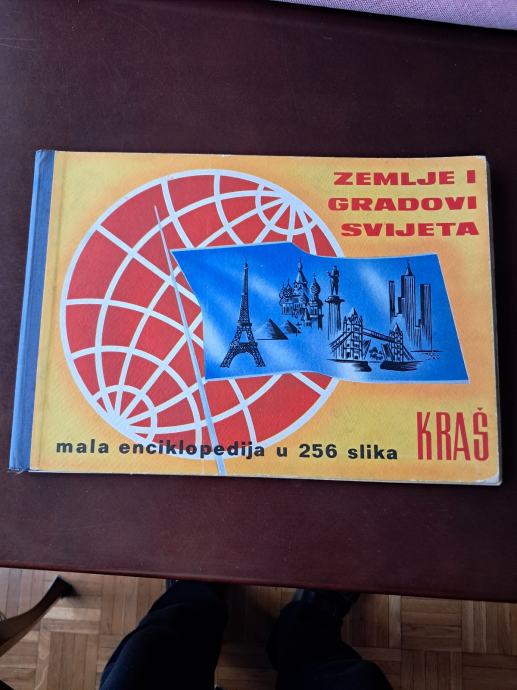 ZEMLJE I
GRADOVI
SVIJETA
mala enciklopedija u 256 slika
KRAŠ